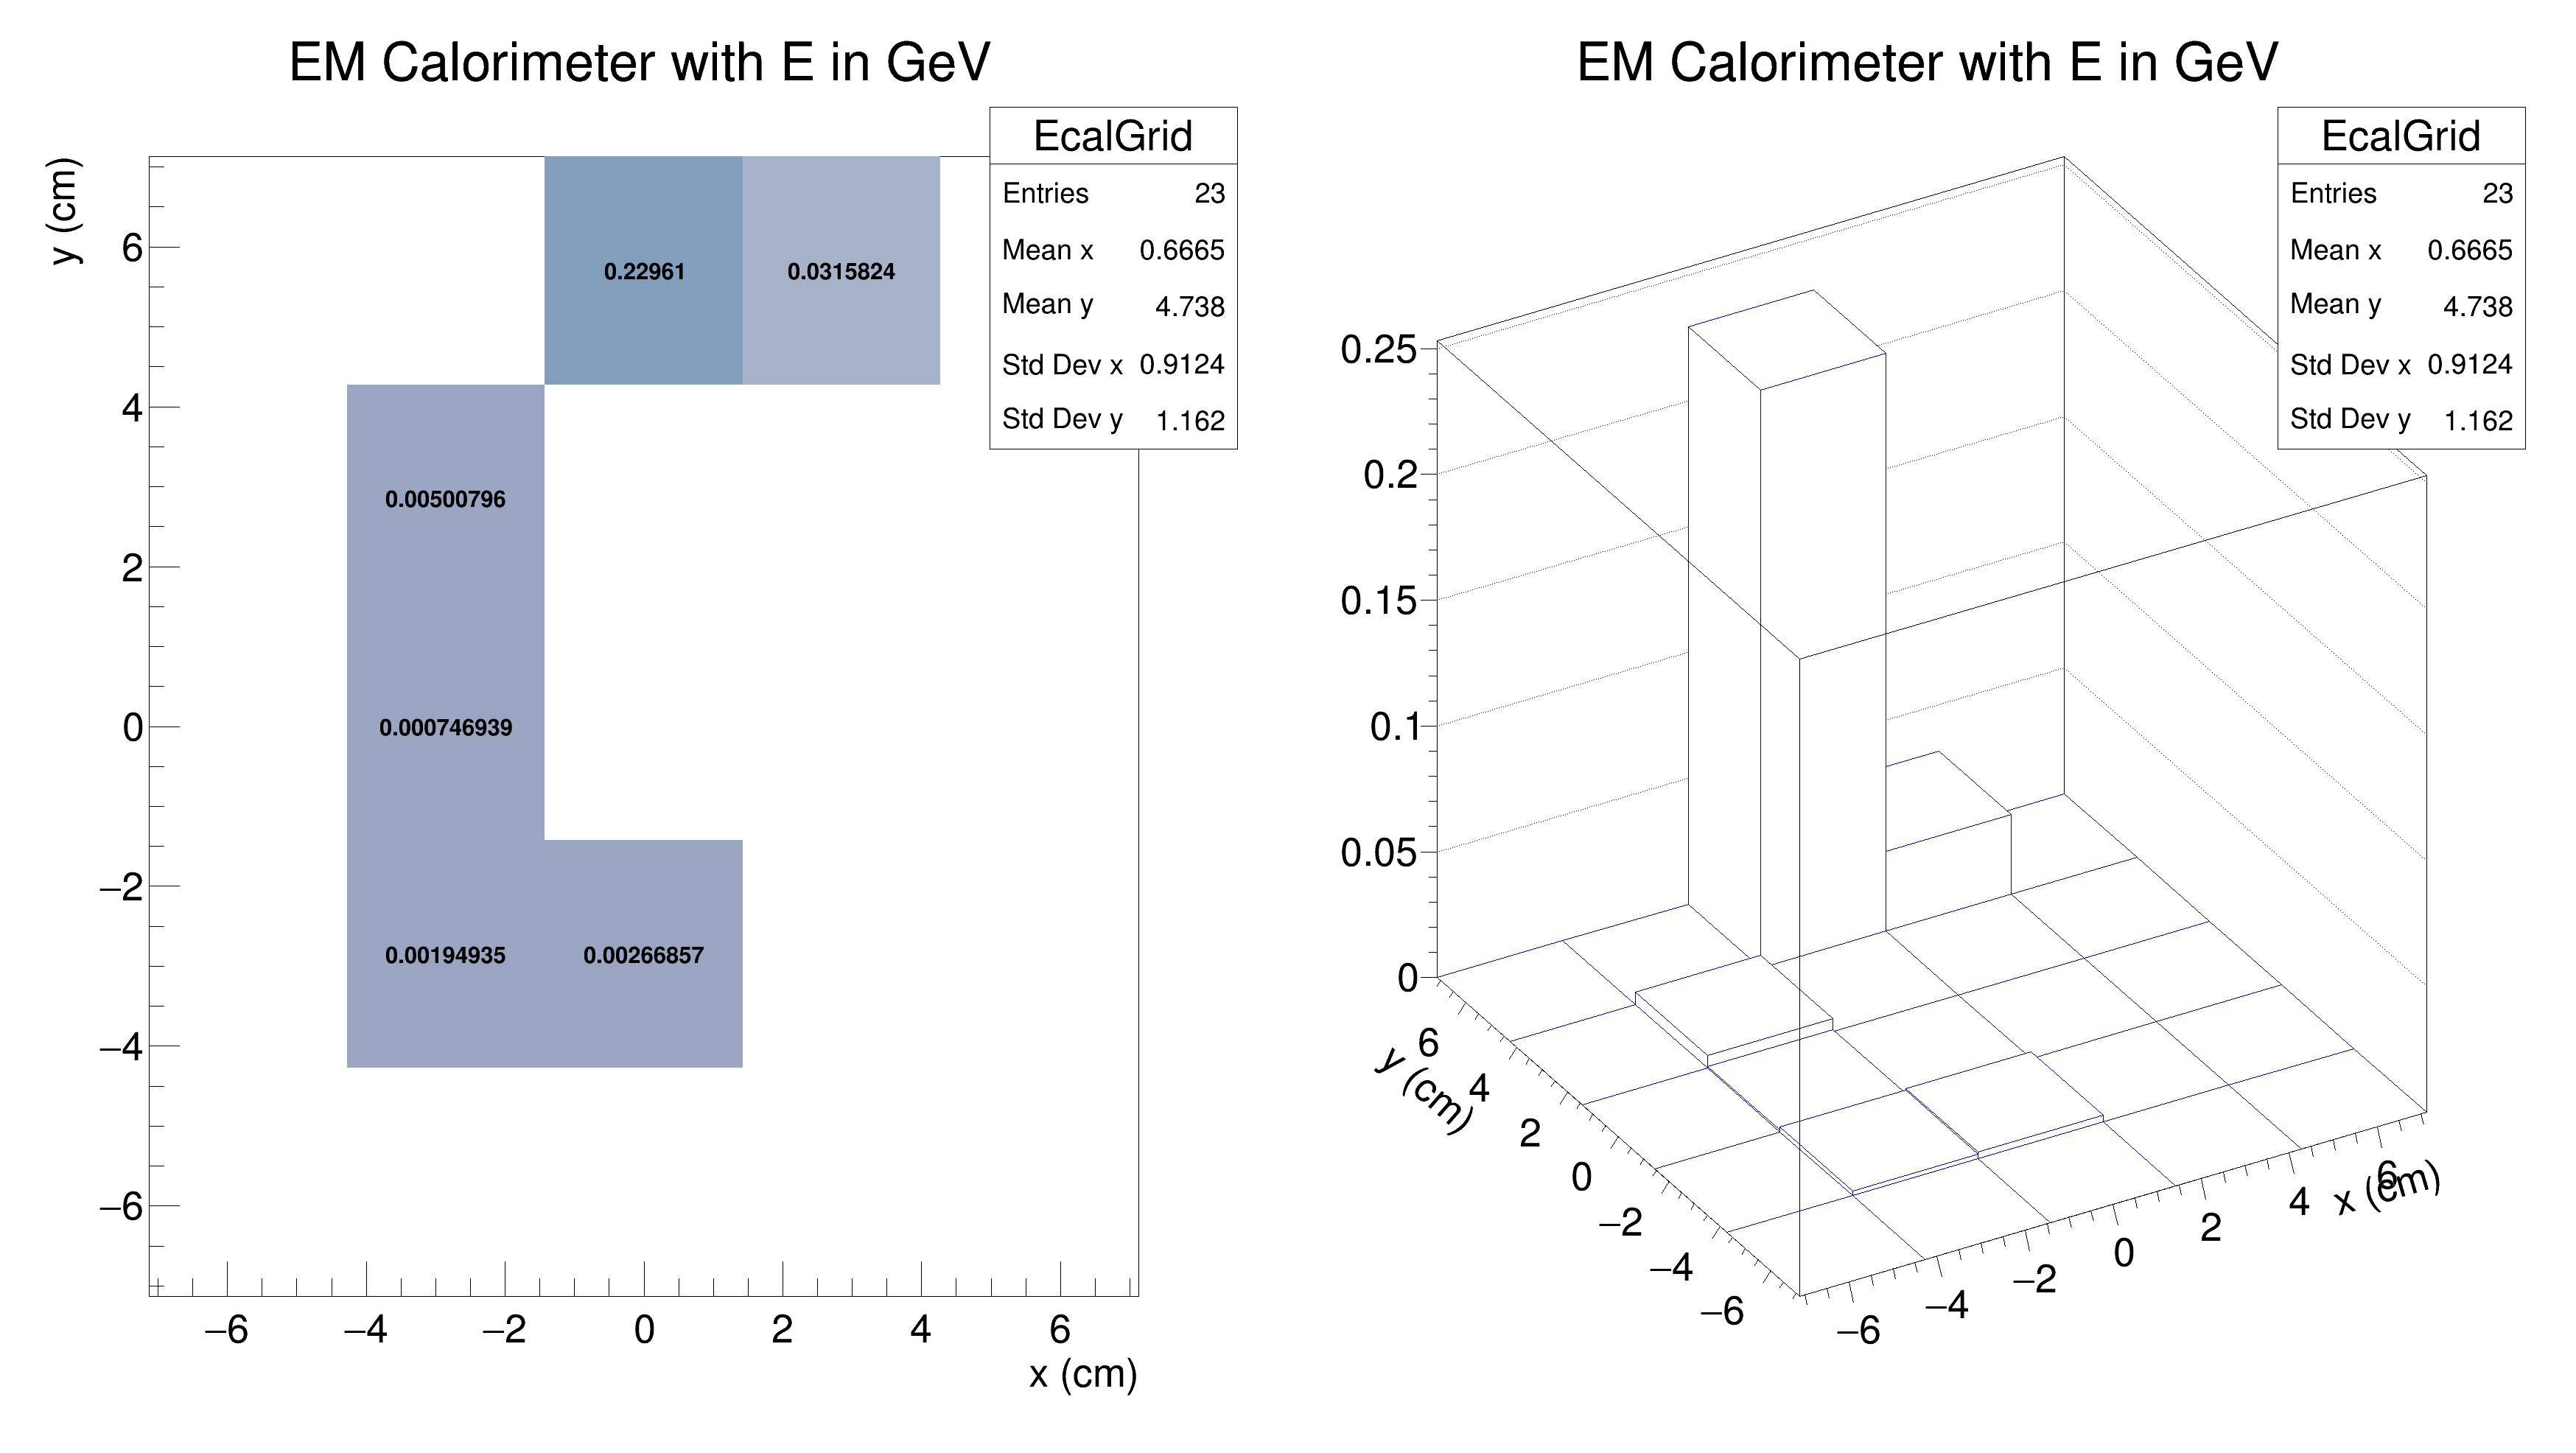 EM Calorimeter with E in GeV
EcalGrid
Entries 23
Mean x 0.6665
Mean y 4.738
Std Dev x 0.9124
Std Dev y 1.162
y (cm)
6
4
2
0
−2
−4
−6
0.22961 0.0315824
0.00500796
0.000746939
0.00194935 0.00266857
−6 −4 −2 0 2 4 6
x (cm)
EM Calorimeter with E in GeV
EcalGrid
Entries 23
Mean x 0.6665
Mean y 4.738
Std Dev x 0.9124
Std Dev y 1.162
0.25
0.2
0.15
0.1
0.05
0
y (cm)
6
4
2
0
−2
−4
−6
−6 −4 −2 0 2 4 6
x (cm)